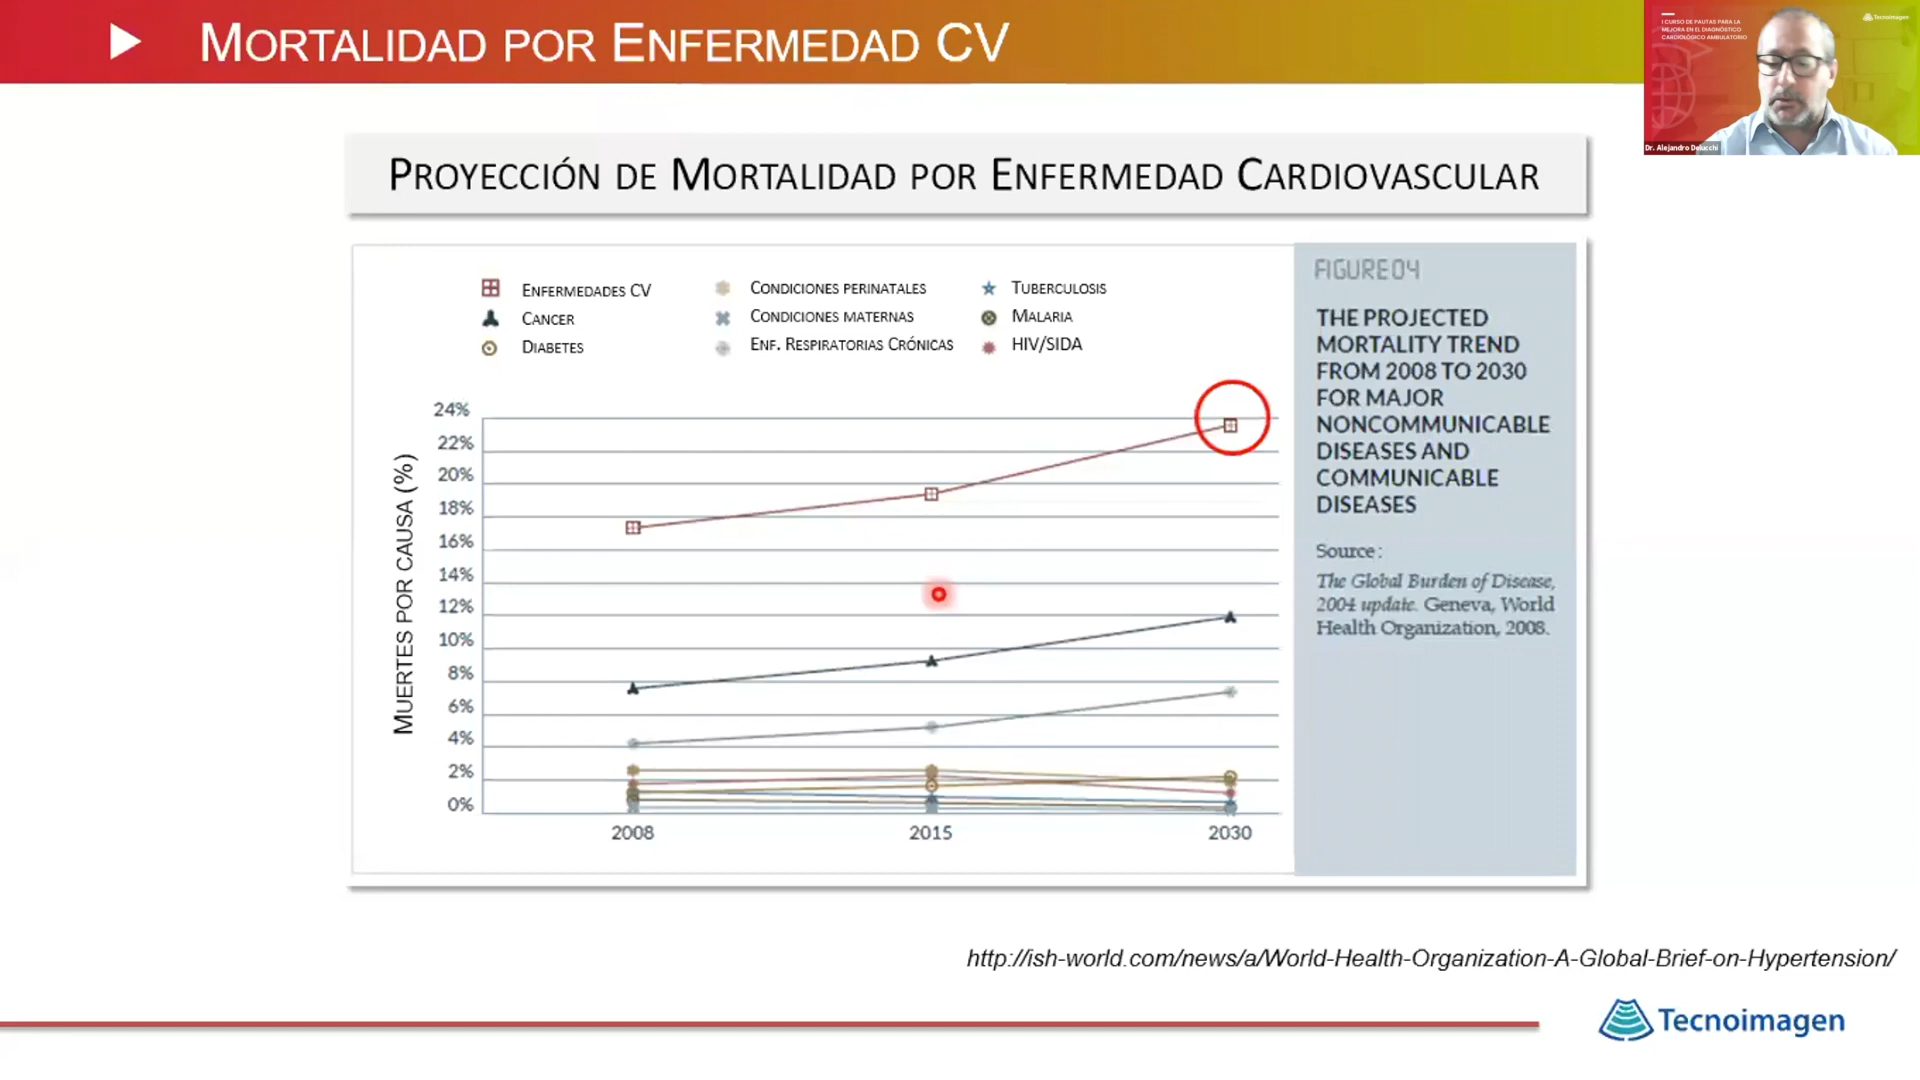 MORTALIDAD POR ENFERMEDAD CV
I CURSO DE PAUTAS PARA LA
MEJORA EN EL DIAGNÓSTICO
CARDIOLÓGICO AMBULATORIO
Tecnoimagen
Dr. Alejandro Delucchi
PROYECCIÓN DE MORTALIDAD POR ENFERMEDAD CARDIOVASCULAR
ENFERMEDADES CV
CANCER
DIABETES
CONDICIONES PERINATALES
CONDICIONES MATERNAS
ENF. RESPIRATORIAS CRÓNICAS
TUBERCULOSIS
MALARIA
HIV/SIDA
MUERTES POR CAUSA (%)
24%
22%
20%
18%
16%
14%
12%
10%
8%
6%
4%
2%
0%
2008
2015
2030
FIGURE 04
THE PROJECTED
MORTALITY TREND
FROM 2008 TO 2030
FOR MAJOR
NONCOMMUNICABLE
DISEASES AND
COMMUNICABLE
DISEASES
Source:
The Global Burden of Disease,
2004 update. Geneva, World
Health Organization, 2008.
http://ish-world.com/news/a/World-Health-Organization-A-Global-Brief-on-Hypertension/
Tecnoimagen